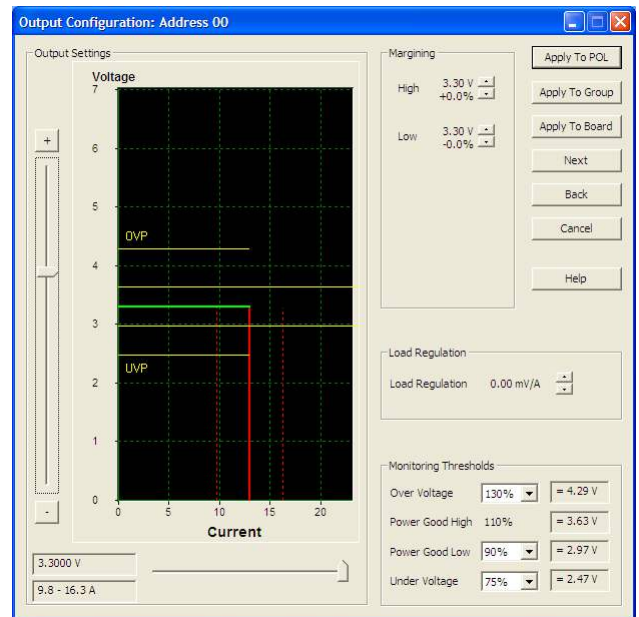 Output Configuration: Address 00
Output Settings
Voltage
7
6
5
4
3
2
1
0
OVP
UVP
0 5 10 15 20
Current
+
-
3.3000 V
9.8 - 16.3 A
Margining
High 3.30 V
+0.0%
Low 3.30 V
-0.0%
Apply To POL
Apply To Group
Apply To Board
Next
Back
Cancel
Help
Load Regulation
Load Regulation 0.00 mV/A
Monitoring Thresholds
Over Voltage 130% = 4.29 V
Power Good High 110% = 3.63 V
Power Good Low 90% = 2.97 V
Under Voltage 75% = 2.47 V